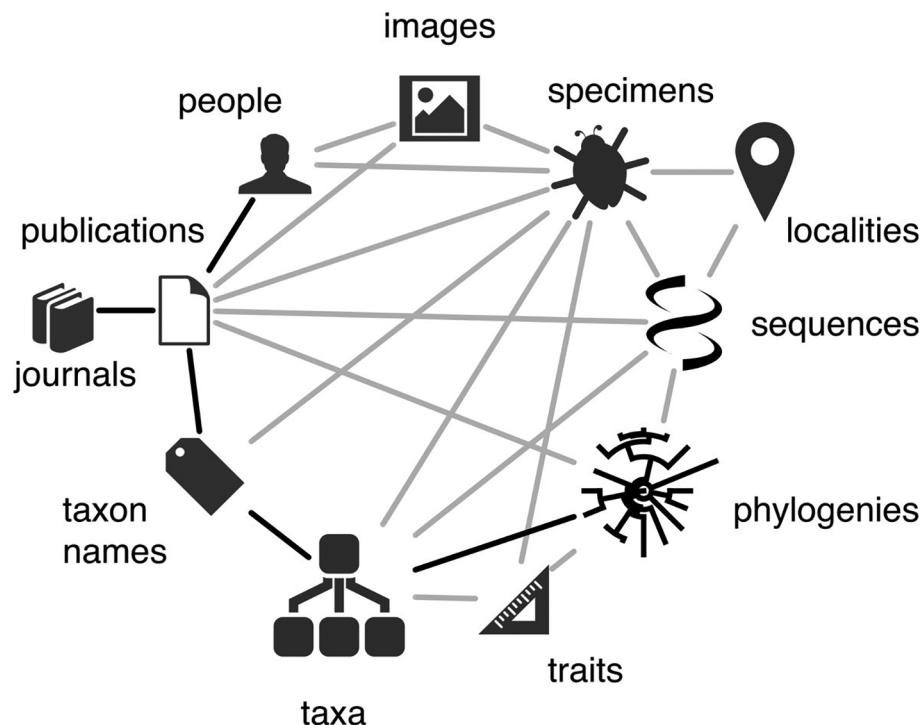 images
people
specimens
publications
localities
journals
sequences
taxon
names
phylogenies
traits
taxa